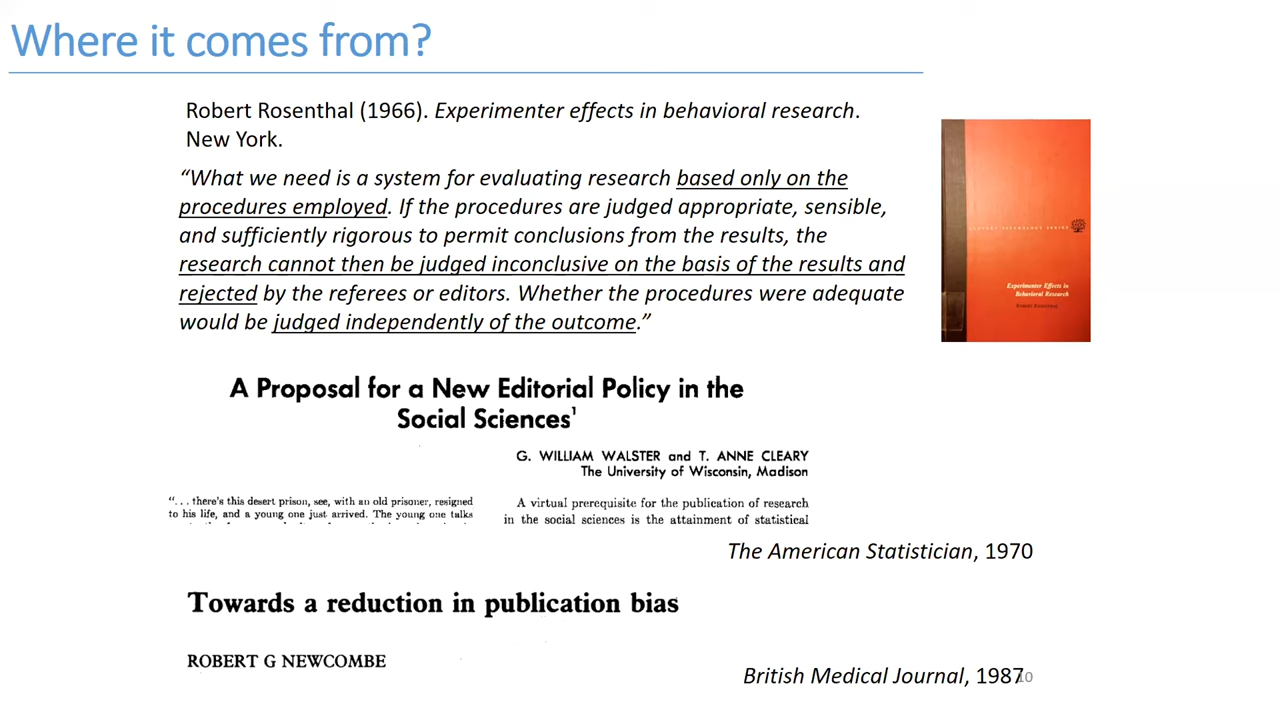 Where it comes from?
Robert Rosenthal (1966). Experimenter effects in behavioral research.
New York.
“What we need is a system for evaluating research based only on the
procedures employed. If the procedures are judged appropriate, sensible,
and sufficiently rigorous to permit conclusions from the results, the
research cannot then be judged inconclusive on the basis of the results and
rejected by the referees or editors. Whether the procedures were adequate
would be judged independently of the outcome.”
Experimenter Effects in
Behavioral Research
A Proposal for a New Editorial Policy in the
Social Sciences¹
G. WILLIAM WALSTER and T. ANNE CLEARY
The University of Wisconsin, Madison
“. . . there's this desert prison, see, with an old prisoner, resigned
to his life, and a young one just arrived. The young one talks
A virtual prerequisite for the publication of research
in the social sciences is the attainment of statistical
The American Statistician, 1970
Towards a reduction in publication bias
ROBERT G NEWCOMBE
British Medical Journal, 1987
10